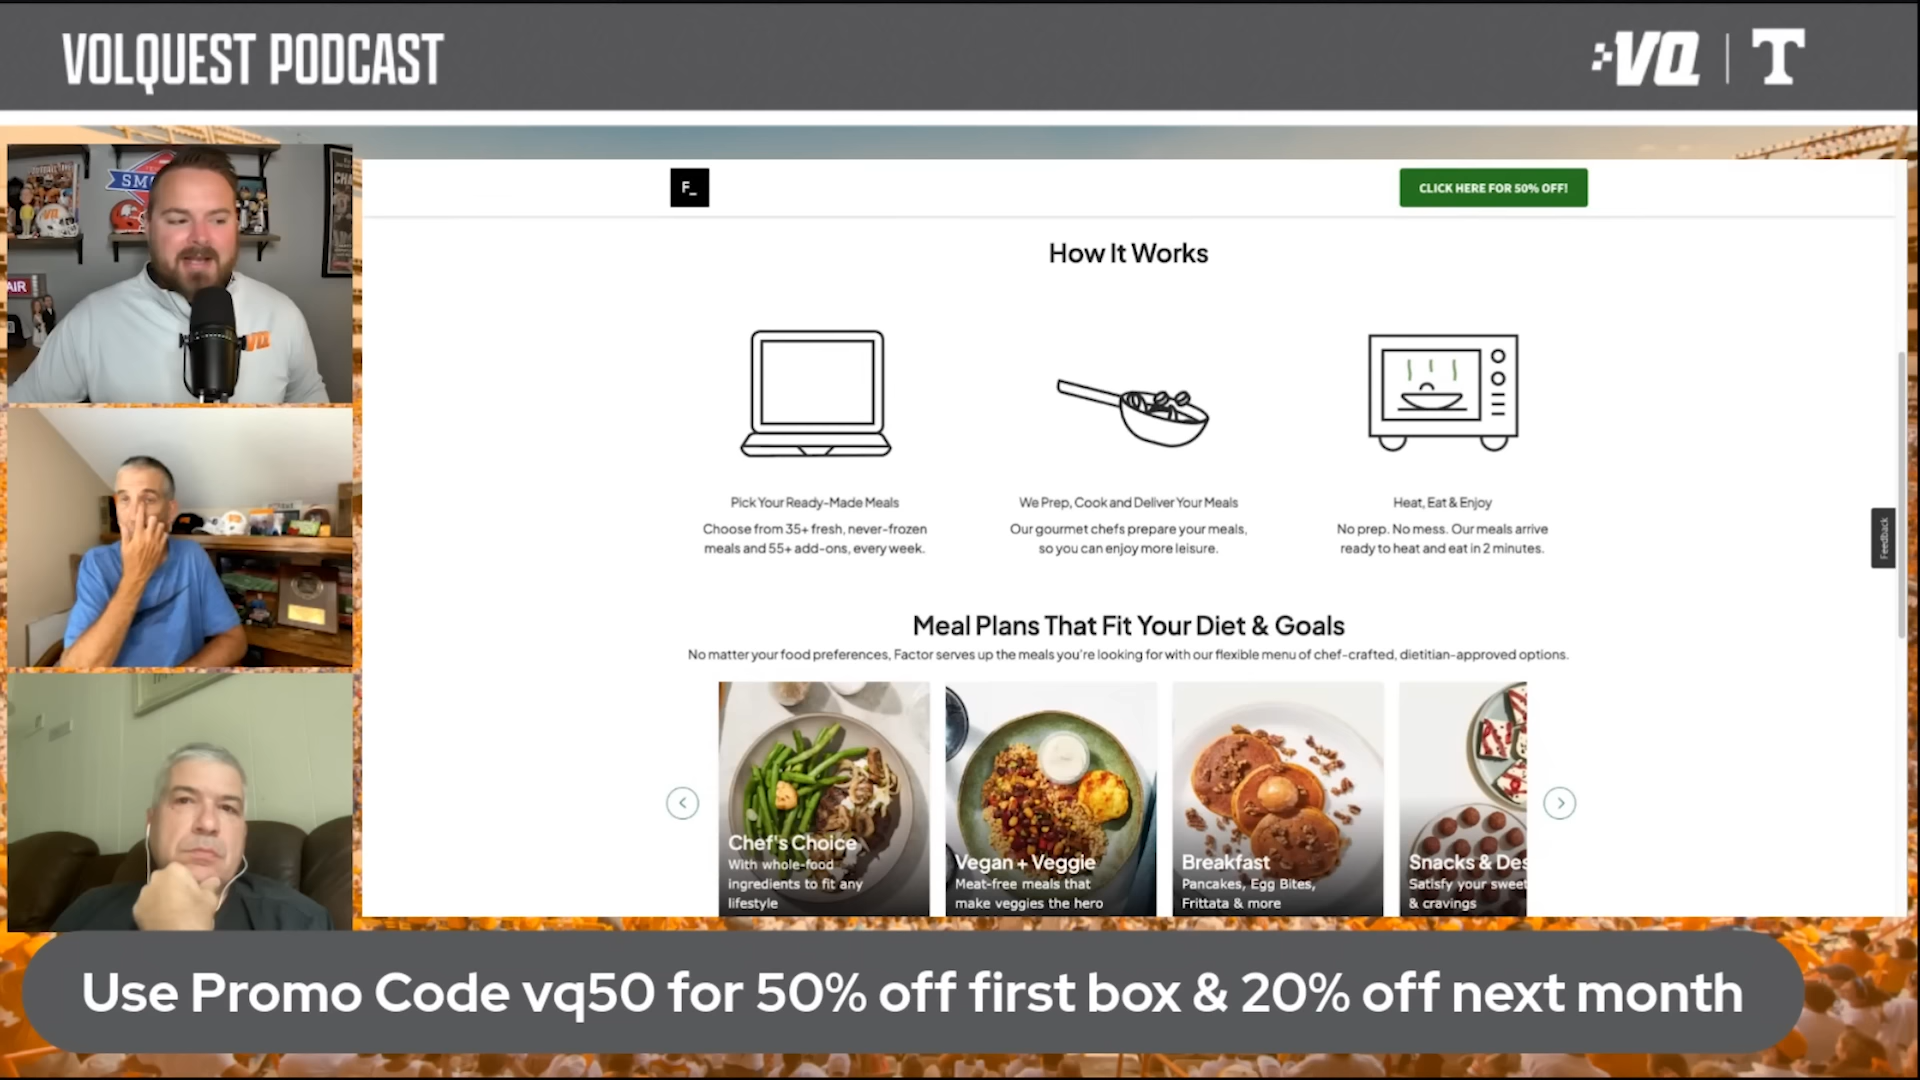 VOLQUEST PODCAST
VQ
T
SM
AIR
CHA
VQ
VQ
F_
CLICK HERE FOR 50% OFF!
How It Works
Pick Your Ready-Made Meals
Choose from 35+ fresh, never-frozen
meals and 55+ add-ons, every week.
We Prep, Cook and Deliver Your Meals
Our gourmet chefs prepare your meals,
so you can enjoy more leisure.
Heat, Eat & Enjoy
No prep. No mess. Our meals arrive
ready to heat and eat in 2 minutes.
Feedback
Meal Plans That Fit Your Diet & Goals
No matter your food preferences, Factor serves up the meals you're looking for with our flexible menu of chef-crafted, dietitian-approved options.
Chef's Choice
With whole-food
ingredients to fit any
lifestyle
Vegan + Veggie
Meat-free meals that
make veggies the hero
Breakfast
Pancakes, Egg Bites,
Frittata & more
Snacks & Des
Satisfy your sweet
& cravings
Use Promo Code vq50 for 50% off first box & 20% off next month